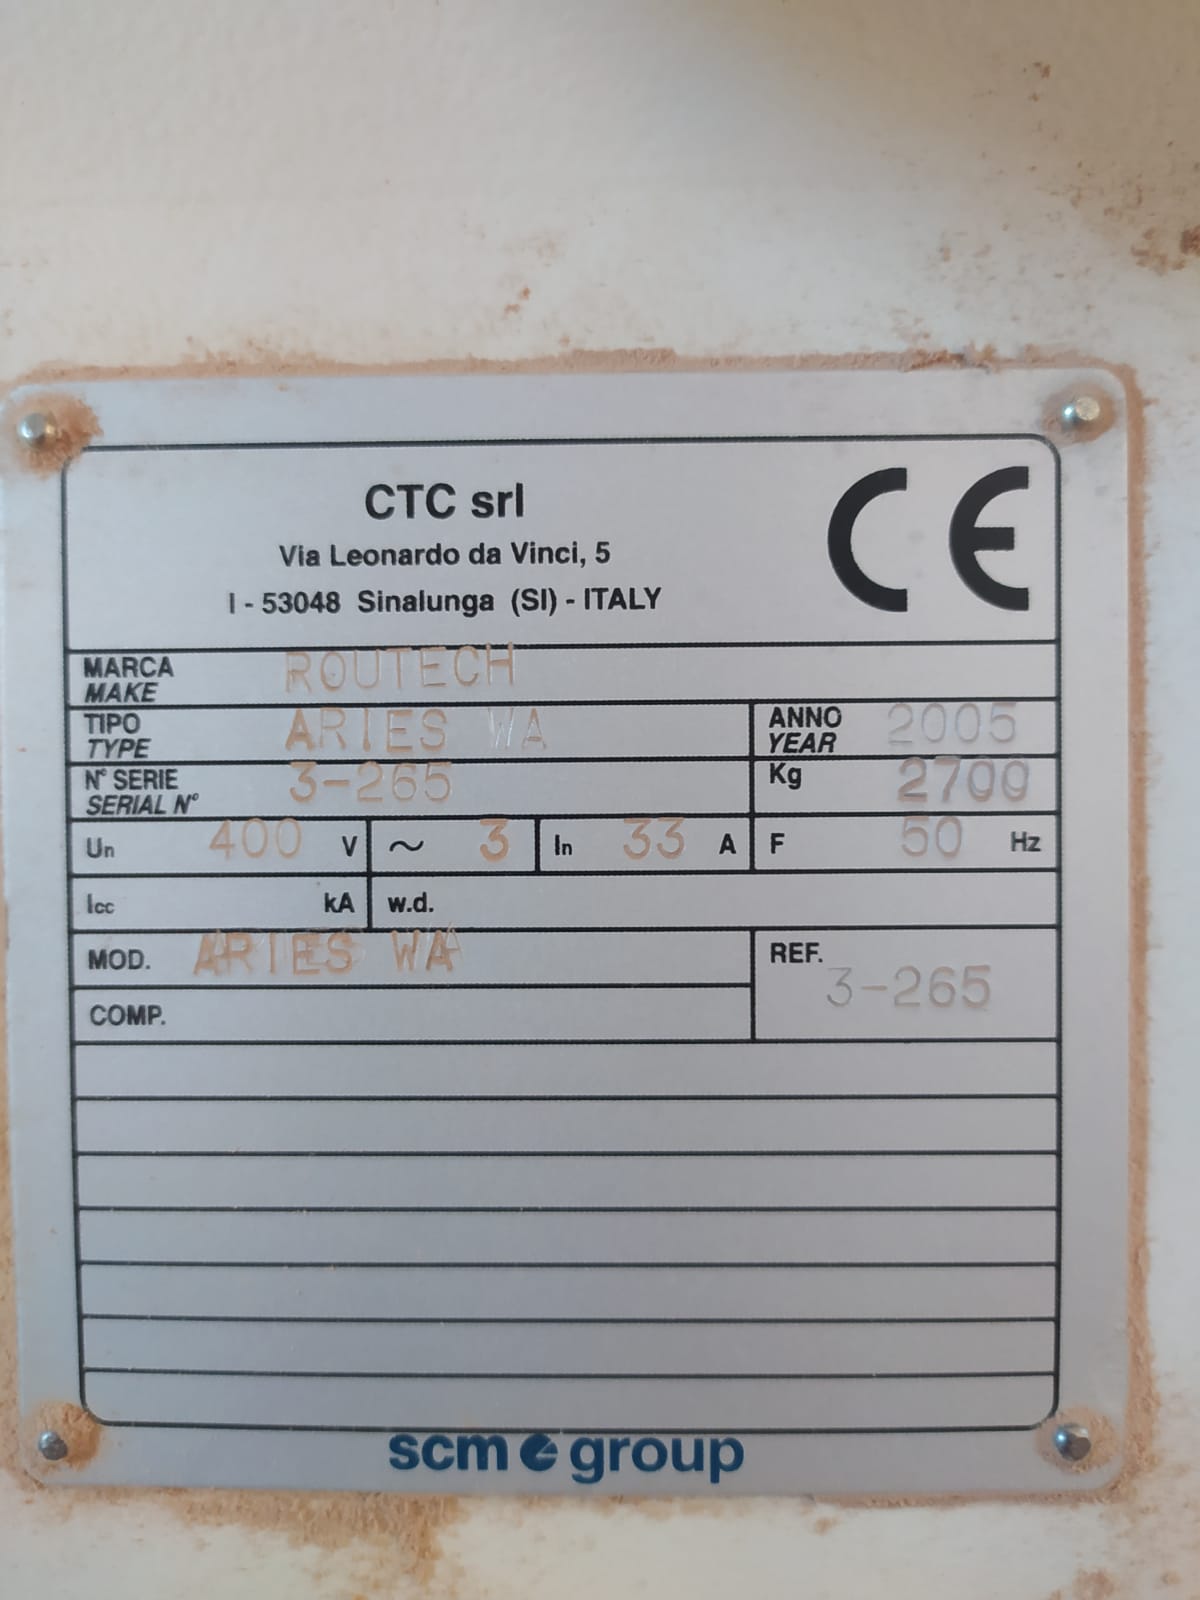 CTC srl
Via Leonardo da Vinci, 5
I - 53048 Sinalunga (SI) - ITALY
CE
MARCA
MAKE
ROUTECH
TIPO
TYPE
ARIES WA
ANNO
YEAR
2005
N° SERIE
SERIAL N°
3-265
Kg 2700
Un 400 V ~ 3 In 33 A F 50 Hz
Icc kA w.d.
MOD. ARIES WA
REF.
3-265
COMP.
scm group